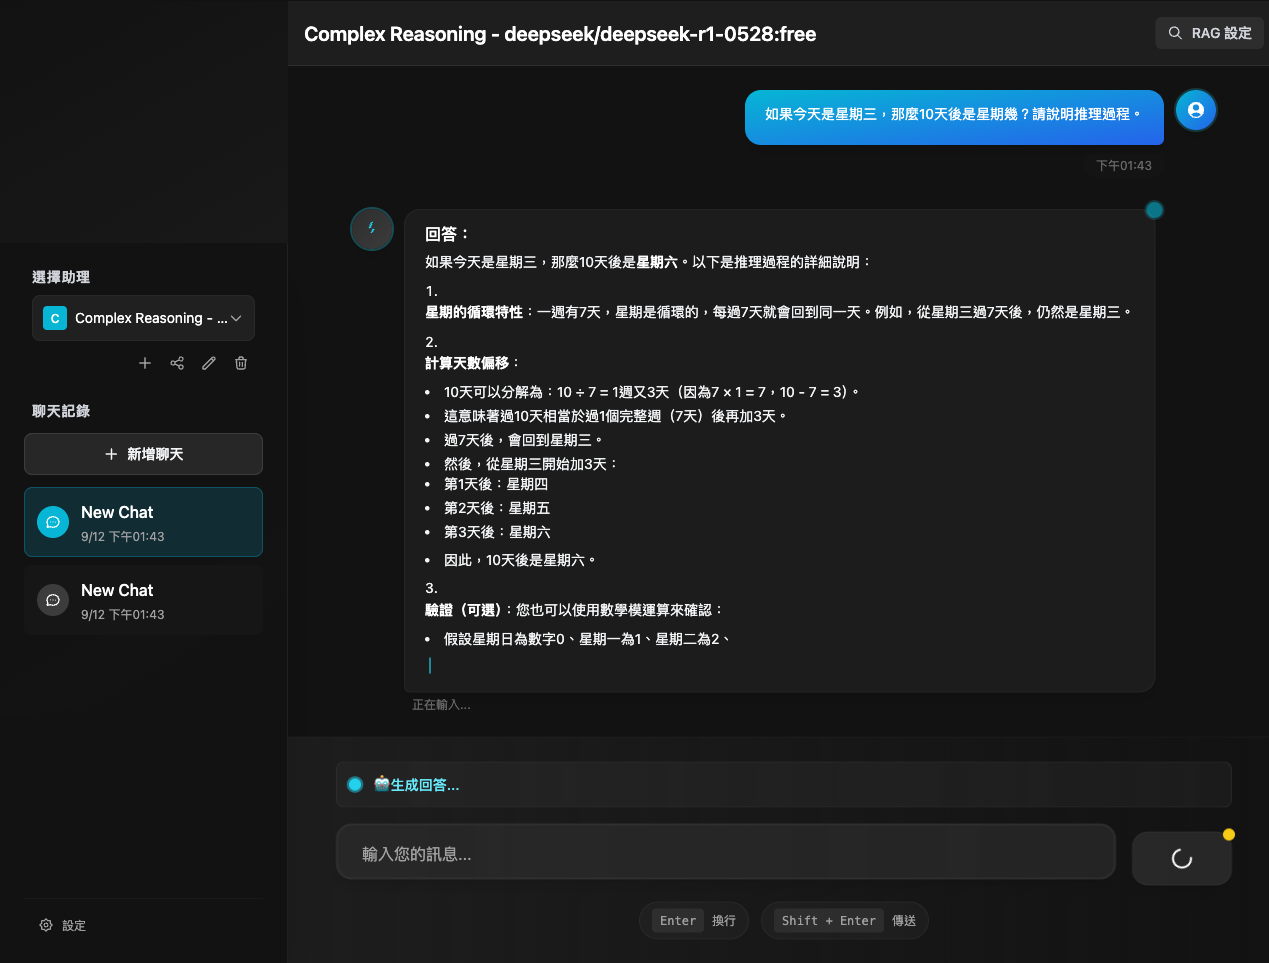 Complex Reasoning - deepseek/deepseek-r1-0528:free
RAG 設定
如果今天是星期三，那麼10天後是星期幾？請說明推理過程。
下午01:43
回答：
如果今天是星期三，那麼10天後是星期六。以下是推理過程的詳細說明：
1.
星期的循環特性：一週有7天，星期是循環的，每過7天就會回到同一天。例如，從星期三過7天後，仍然是星期三。
2.
計算天數偏移：
• 10天可以分解為：10 ÷ 7 = 1週又3天（因為7 × 1 = 7，10 - 7 = 3）。
• 這意味著過10天相當於過1個完整週（7天）後再加3天。
• 過7天後，會回到星期三。
• 然後，從星期三開始加3天：
• 第1天後：星期四
• 第2天後：星期五
• 第3天後：星期六
• 因此，10天後是星期六。
3.
驗證（可選）：您也可以使用數學模運算來確認：
• 假設星期日為數字0、星期一為1、星期二為2、
正在輸入...
生成回答...
輸入您的訊息...
Enter 換行
Shift + Enter 傳送
選擇助理
C Complex Reasoning - ...
聊天記錄
+ 新增聊天
New Chat
9/12 下午01:43
New Chat
9/12 下午01:43
設定